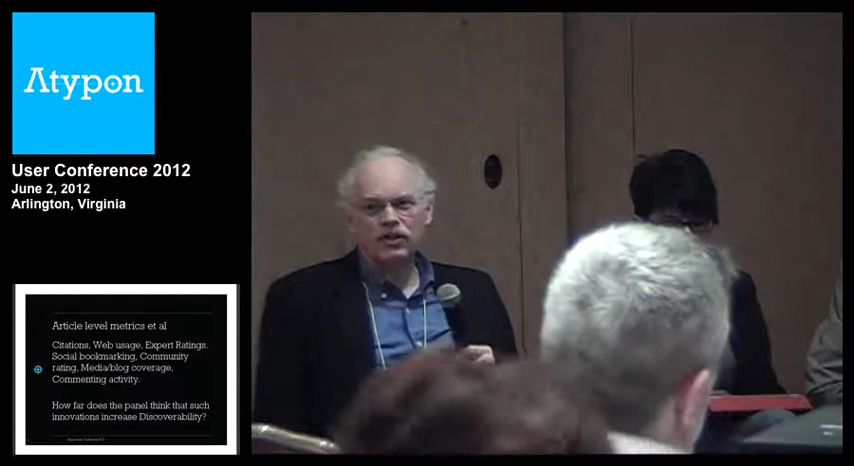 Atypon
User Conference 2012
June 2, 2012
Arlington, Virginia
Article level metrics et al
Citations, Web usage, Expert Ratings.
Social bookmarking, Community
rating, Media/blog coverage,
Commenting activity.
How far does the panel think that such
innovations increase Discoverability?